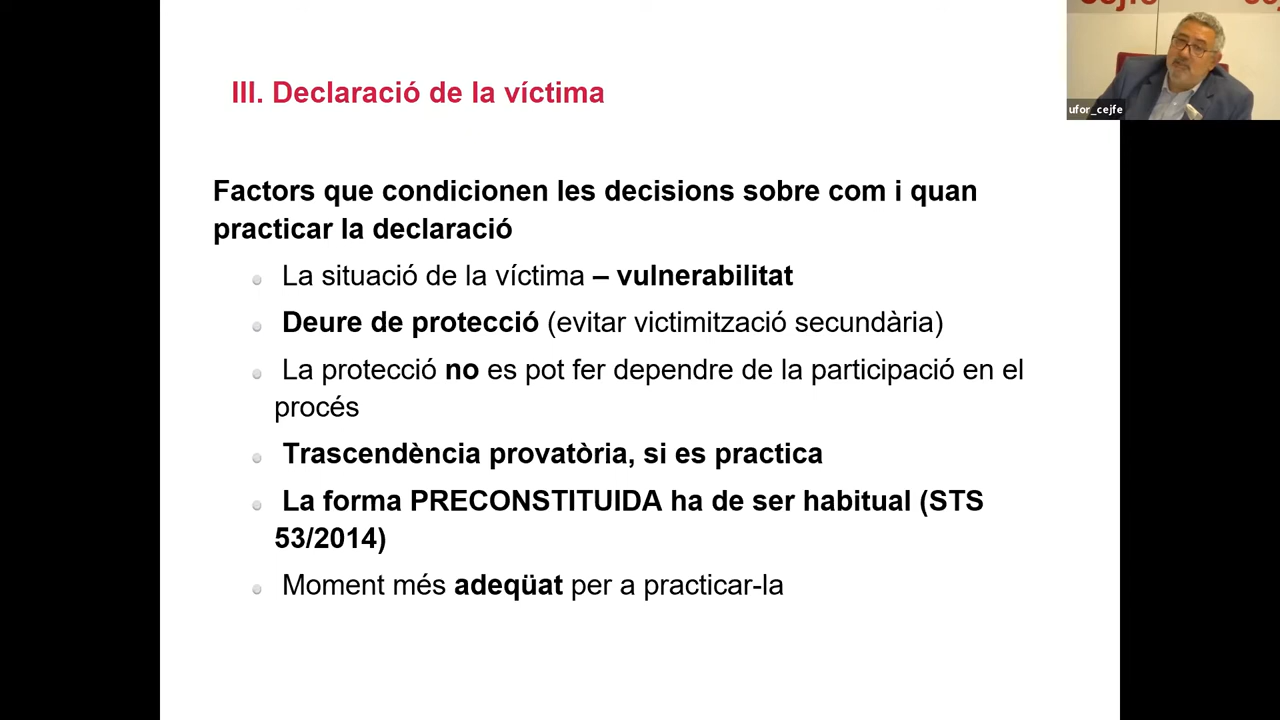 cejfe
III. Declaració de la víctima
ufor_cejfe
Factors que condicionen les decisions sobre com i quan
practicar la declaració
La situació de la víctima – vulnerabilitat
Deure de protecció (evitar victimització secundària)
La protecció no es pot fer dependre de la participació en el
procés
Trascendència provatòria, si es practica
La forma PRECONSTITUIDA ha de ser habitual (STS
53/2014)
Moment més adeqüat per a practicar-la